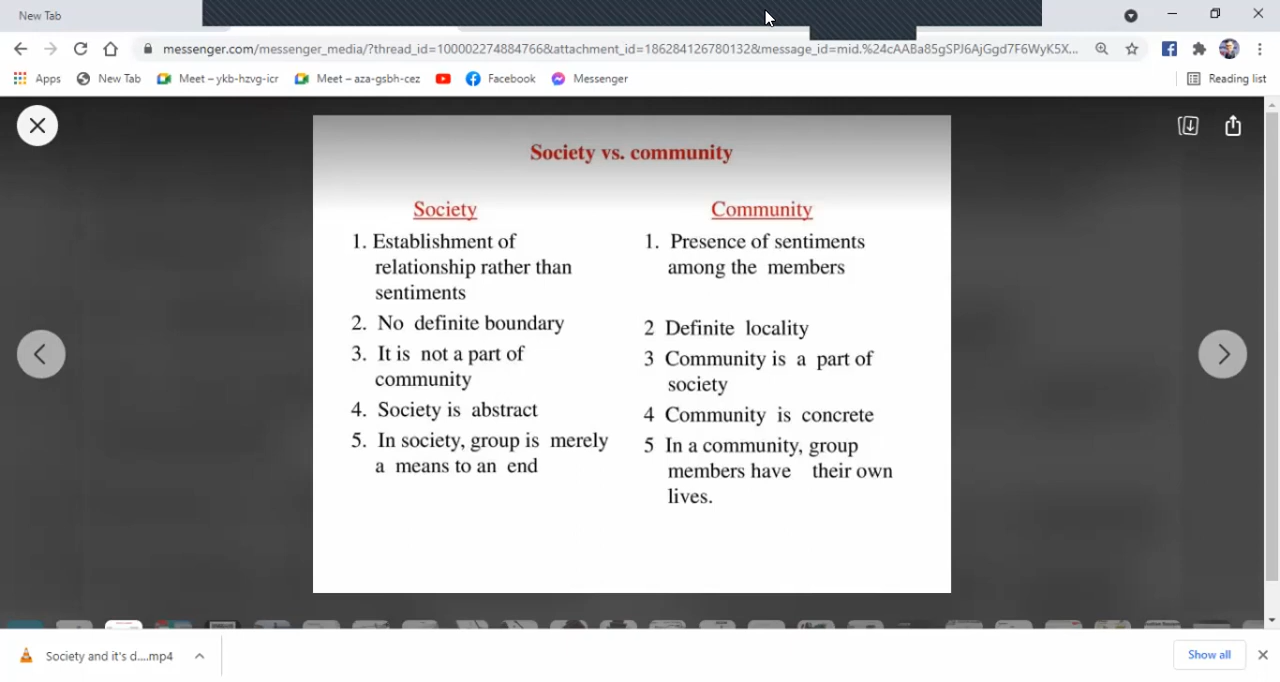 New Tab
messenger.com/messenger_media/?thread_id=100002274884766&attachment_id=186284126780132&message_id=mid.%24cAABa85gSPJ6AjGgd7F6WyK5X...
Apps New Tab Meet – ykb-hzvg-icr Meet – aza-gsbh-cez Facebook Messenger Reading list
Society vs. community
Society
1. Establishment of
relationship rather than
sentiments
2. No definite boundary
3. It is not a part of
community
4. Society is abstract
5. In society, group is merely
a means to an end
Community
1. Presence of sentiments
among the members
2 Definite locality
3 Community is a part of
society
4 Community is concrete
5 In a community, group
members have their own
lives.
Society and it's d....mp4
Show all